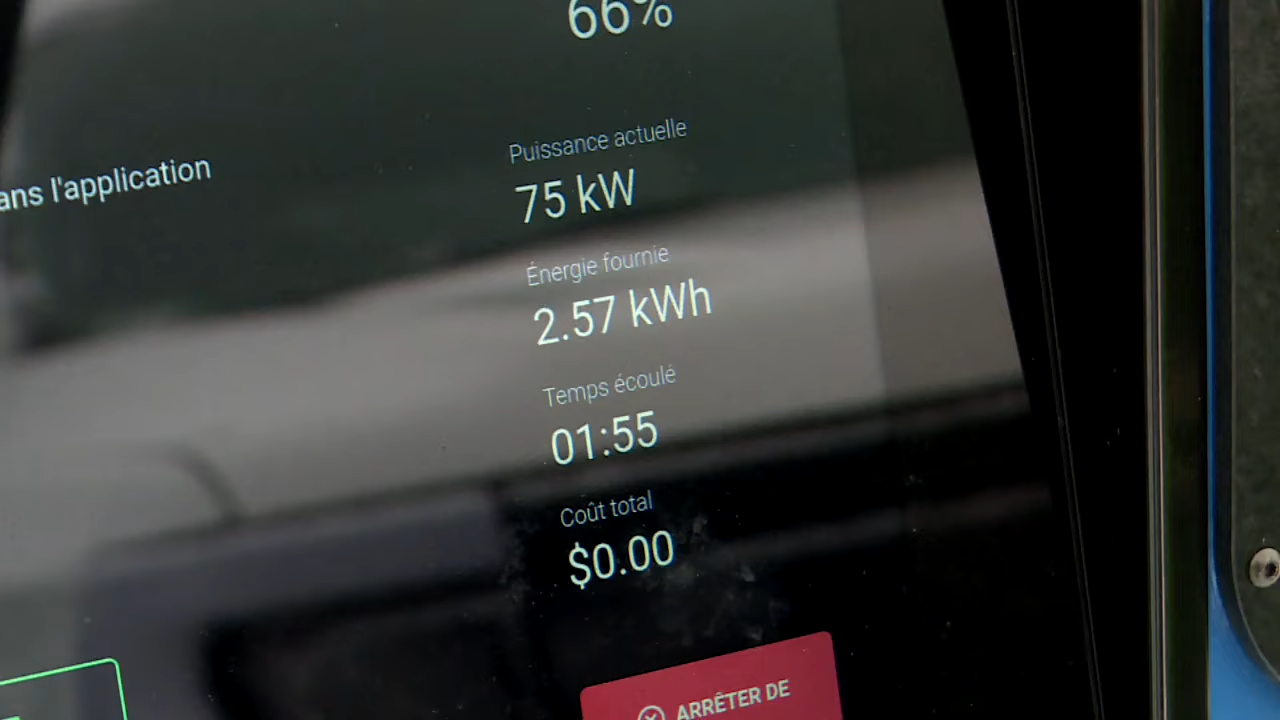 66%
ans l'application
Puissance actuelle
75 kW
Énergie fournie
2.57 kWh
Temps écoulé
01:55
Coût total
$0.00
ARRÊTER DE